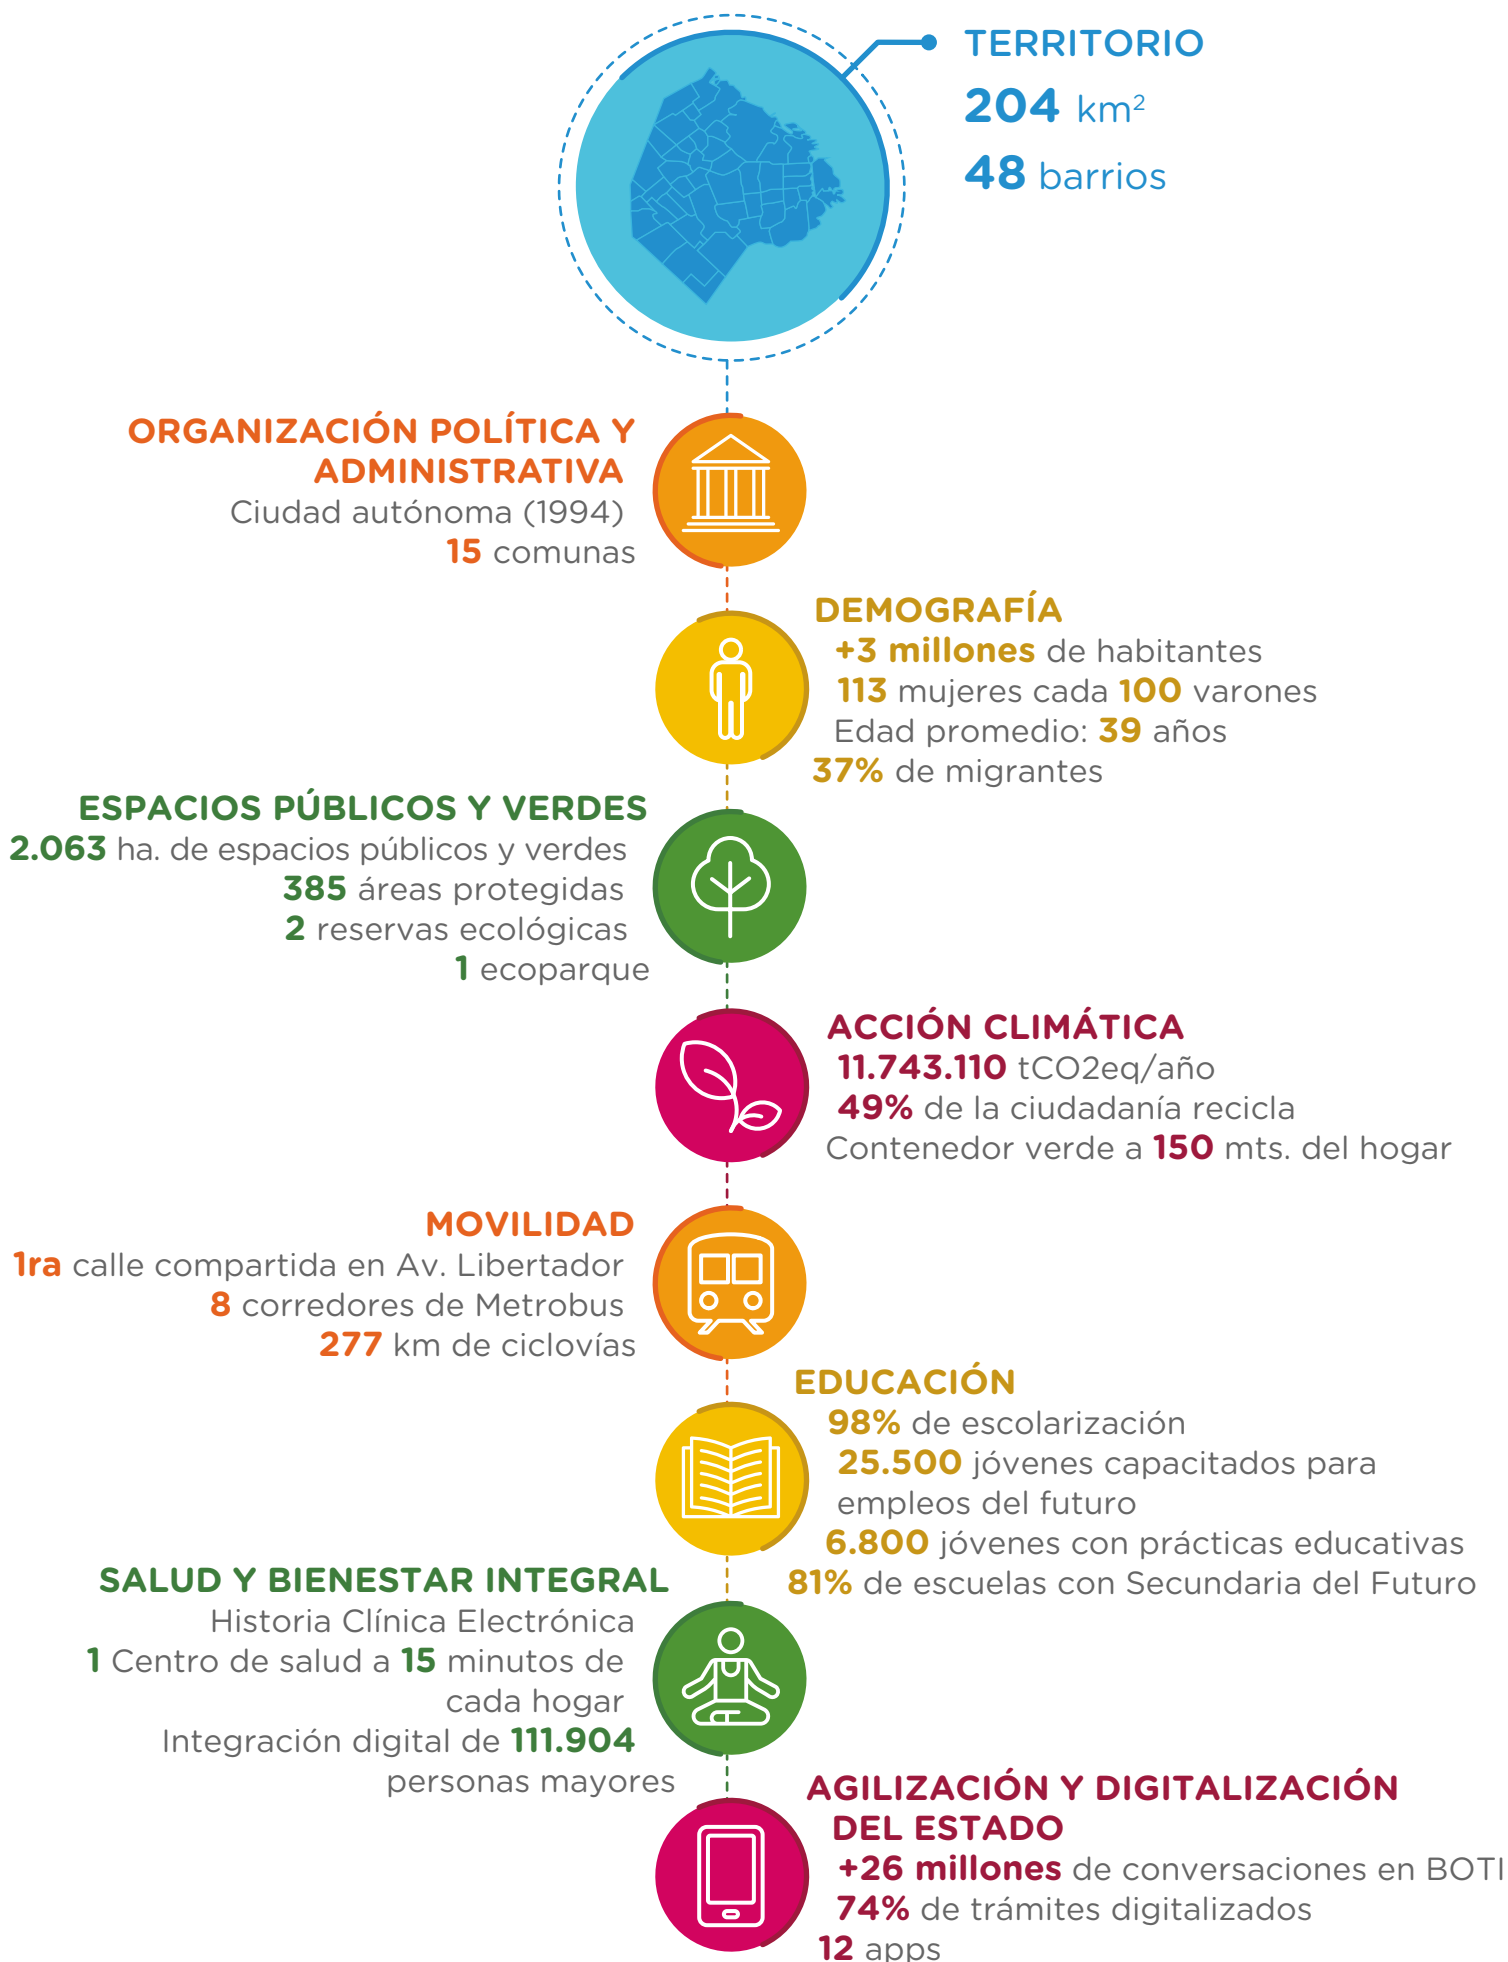 TERRITORIO
204 km²
48 barrios
ORGANIZACIÓN POLÍTICA Y
ADMINISTRATIVA
Ciudad autónoma (1994)
15 comunas
DEMOGRAFÍA
+3 millones de habitantes
113 mujeres cada 100 varones
Edad promedio: 39 años
37% de migrantes
ESPACIOS PÚBLICOS Y VERDES
2.063 ha. de espacios públicos y verdes
385 áreas protegidas
2 reservas ecológicas
1 ecoparque
ACCIÓN CLIMÁTICA
11.743.110 tCO2eq/año
49% de la ciudadanía recicla
Contenedor verde a 150 mts. del hogar
MOVILIDAD
1ra calle compartida en Av. Libertador
8 corredores de Metrobus
277 km de ciclovías
EDUCACIÓN
98% de escolarización
25.500 jóvenes capacitados para
empleos del futuro
6.800 jóvenes con prácticas educativas
81% de escuelas con Secundaria del Futuro
SALUD Y BIENESTAR INTEGRAL
Historia Clínica Electrónica
1 Centro de salud a 15 minutos de
cada hogar
Integración digital de 111.904
personas mayores
AGILIZACIÓN Y DIGITALIZACIÓN
DEL ESTADO
+26 millones de conversaciones en BOTI
74% de trámites digitalizados
12 apps